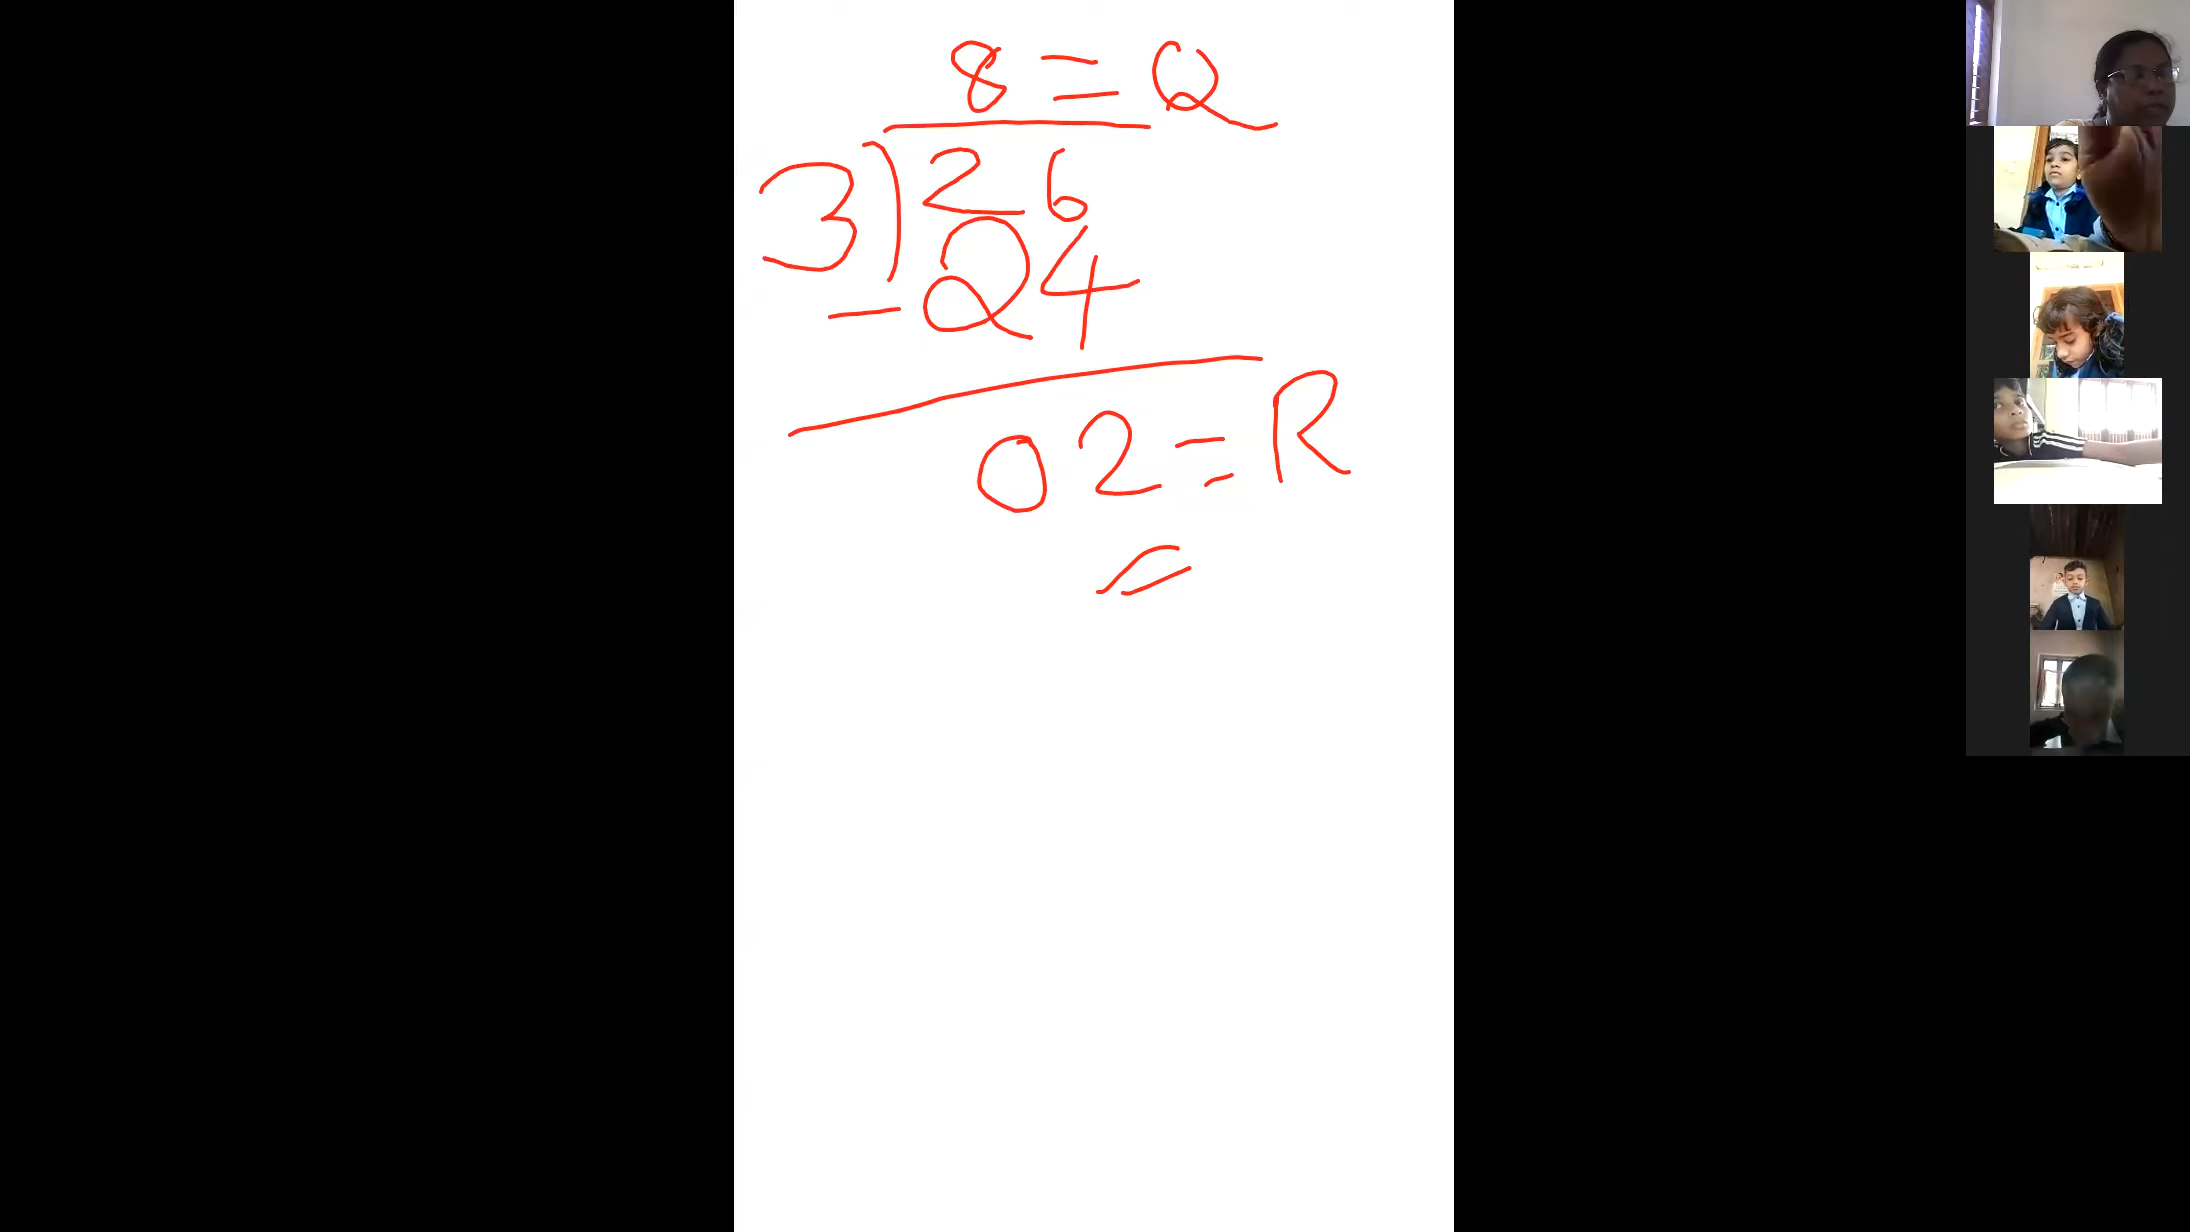 8 = Q
3) 26
- 24
02 = R